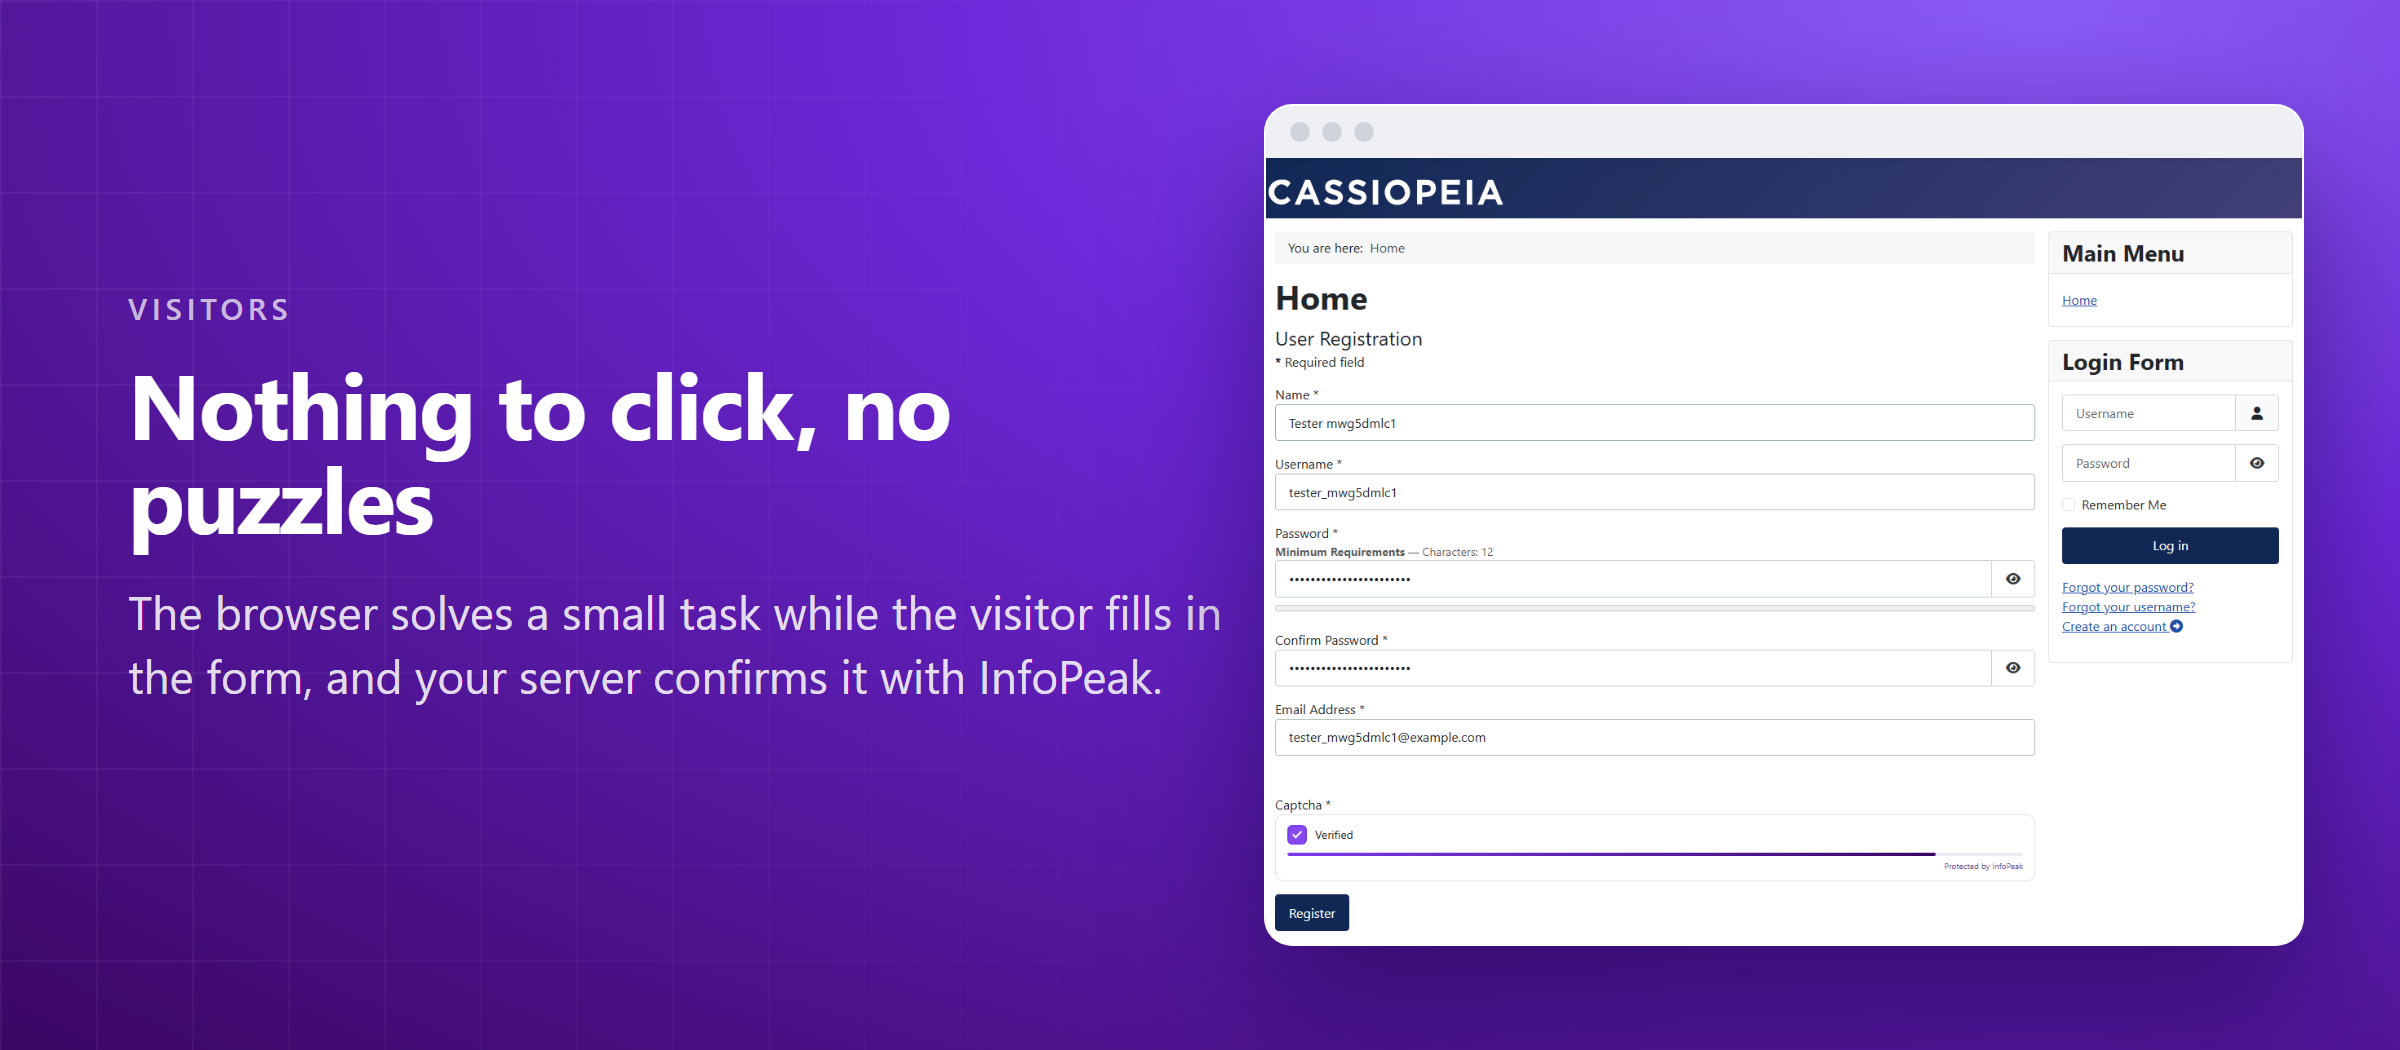 VISITORS
Nothing to click, no
puzzles
The browser solves a small task while the visitor fills in
the form, and your server confirms it with InfoPeak.
CASSIOPEIA
You are here: Home
Home
User Registration
* Required field
Name *
Tester mwg5dmlc1
Username *
tester_mwg5dmlc1
Password *
Minimum Requirements — Characters: 12
•••••••••••••••••••••••
Confirm Password *
•••••••••••••••••••••••
Email Address *
tester_mwg5dmlc1@example.com
Captcha *
Verified
Protected by InfoPeak
Register
Main Menu
Home
Login Form
Username
Password
Remember Me
Log in
Forgot your password?
Forgot your username?
Create an account